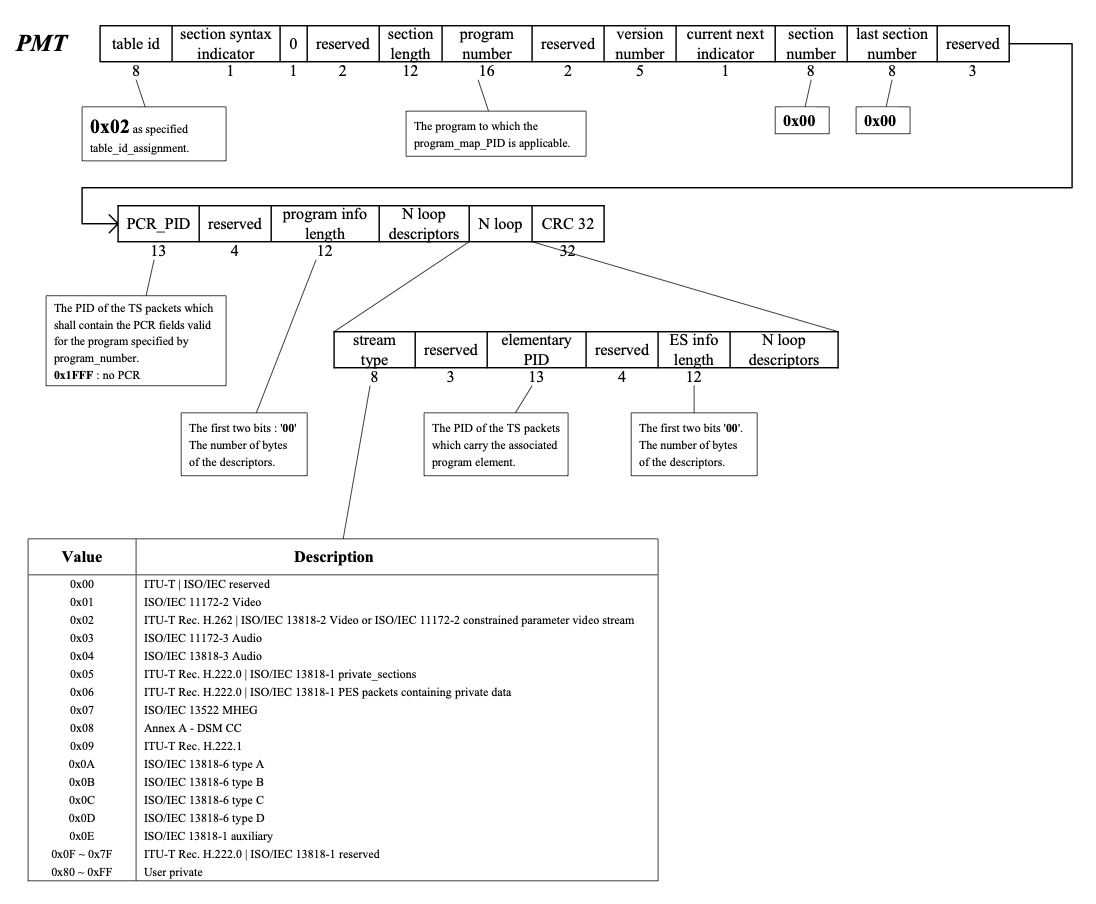 PMT
table id
section syntax
indicator
0
reserved
section
length
program
number
reserved
version
number
current next
indicator
section
number
last section
number
reserved
8
1
1
2
12
16
2
5
1
8
8
3
0x02 as specified
table_id_assignment.
The program to which the
program_map_PID is applicable.
0x00
0x00
PCR_PID
reserved
program info
length
N loop
descriptors
N loop
CRC 32
13
4
12
32
The PID of the TS packets which
shall contain the PCR fields valid
for the program specified by
program_number.
0x1FFF : no PCR
stream
type
reserved
elementary
PID
reserved
ES info
length
N loop
descriptors
8
3
13
4
12
The first two bits : '00'
The number of bytes
of the descriptors.
The PID of the TS packets
which carry the associated
program element.
The first two bits '00'.
The number of bytes
of the descriptors.
Value Description
0x00 ITU-T | ISO/IEC reserved
0x01 ISO/IEC 11172-2 Video
0x02 ITU-T Rec. H.262 | ISO/IEC 13818-2 Video or ISO/IEC 11172-2 constrained parameter video stream
0x03 ISO/IEC 11172-3 Audio
0x04 ISO/IEC 13818-3 Audio
0x05 ITU-T Rec. H.222.0 | ISO/IEC 13818-1 private_sections
0x06 ITU-T Rec. H.222.0 | ISO/IEC 13818-1 PES packets containing private data
0x07 ISO/IEC 13522 MHEG
0x08 Annex A - DSM CC
0x09 ITU-T Rec. H.222.1
0x0A ISO/IEC 13818-6 type A
0x0B ISO/IEC 13818-6 type B
0x0C ISO/IEC 13818-6 type C
0x0D ISO/IEC 13818-6 type D
0x0E ISO/IEC 13818-1 auxiliary
0x0F ~ 0x7F ITU-T Rec. H.222.0 | ISO/IEC 13818-1 reserved
0x80 ~ 0xFF User private